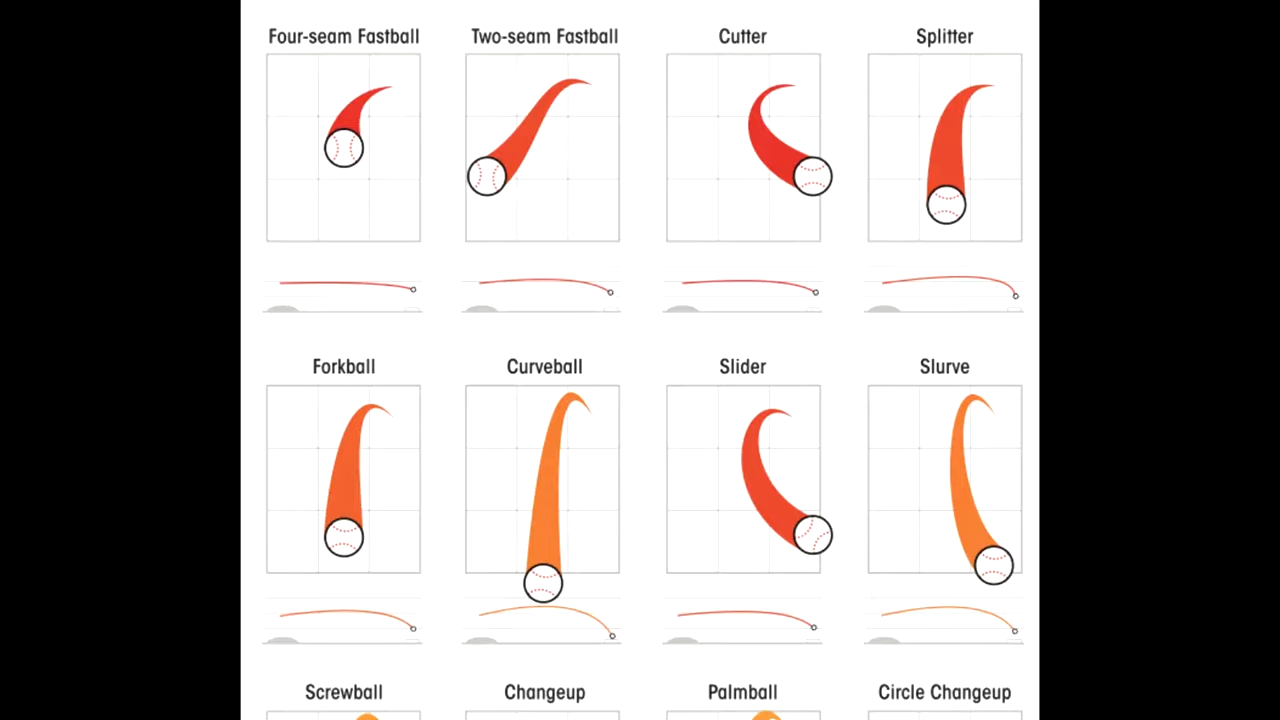 Four-seam Fastball
Two-seam Fastball
Cutter
Splitter
Forkball
Curveball
Slider
Slurve
Screwball
Changeup
Palmball
Circle Changeup